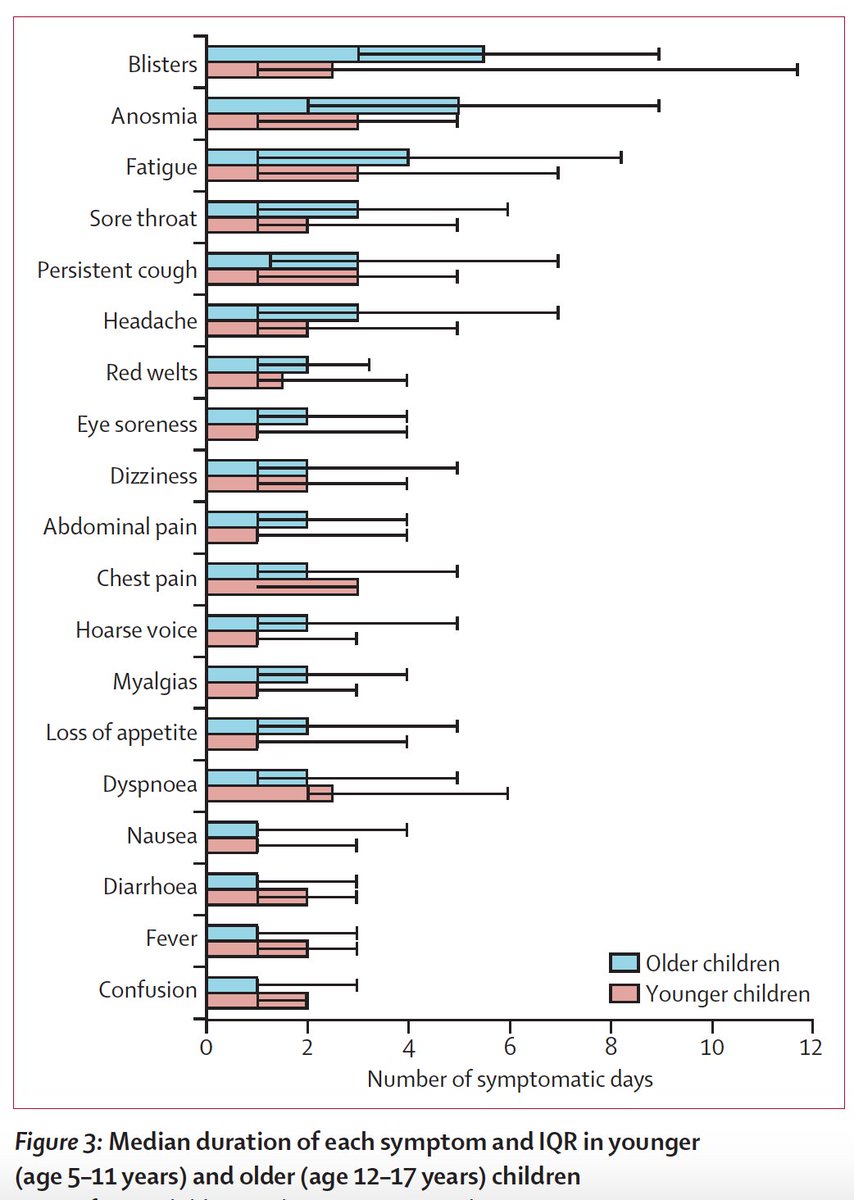 Blisters
Anosmia
Fatigue
Sore throat
Persistent cough
Headache
Red welts
Eye soreness
Dizziness
Abdominal pain
Chest pain
Hoarse voice
Myalgias
Loss of appetite
Dyspnoea
Nausea
Diarrhoea
Fever
Confusion
Older children
Younger children
0 2 4 6 8 10 12
Number of symptomatic days
Figure 3: Median duration of each symptom and IQR in younger
(age 5–11 years) and older (age 12–17 years) children